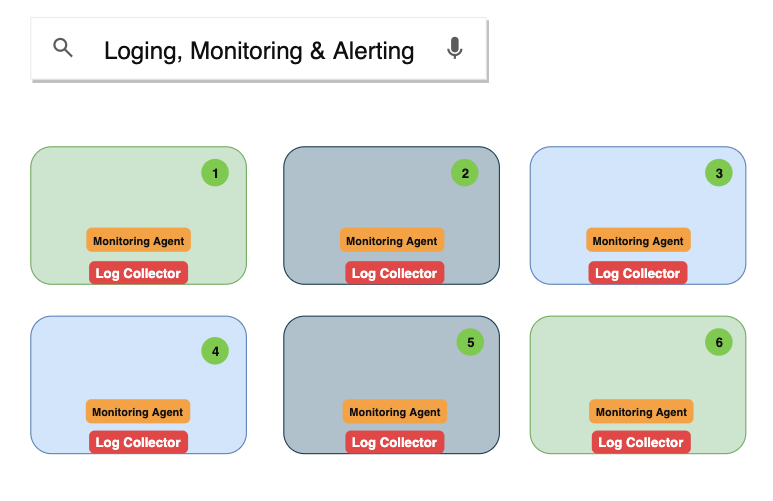 Loging, Monitoring & Alerting
1
2
3
Monitoring Agent
Monitoring Agent
Monitoring Agent
Log Collector
Log Collector
Log Collector
4
5
6
Monitoring Agent
Monitoring Agent
Monitoring Agent
Log Collector
Log Collector
Log Collector